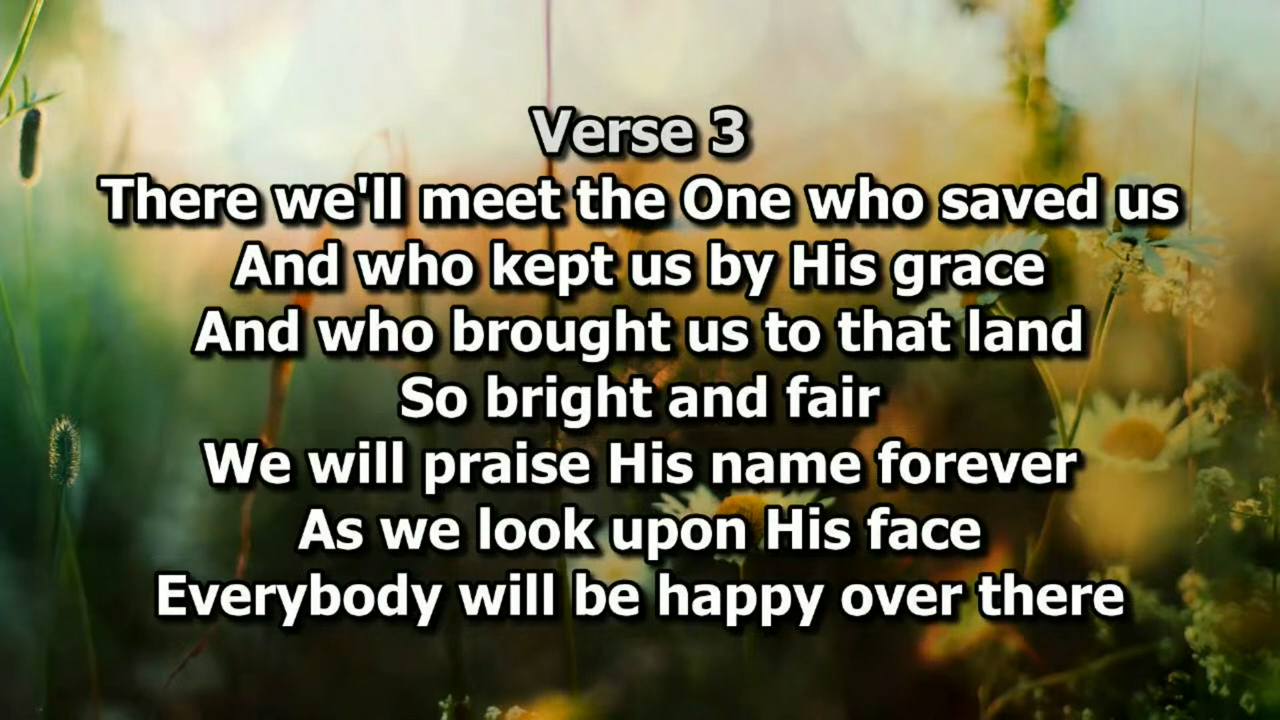 Verse 3
There we'll meet the One who saved us
And who kept us by His grace
And who brought us to that land
So bright and fair
We will praise His name forever
As we look upon His face
Everybody will be happy over there